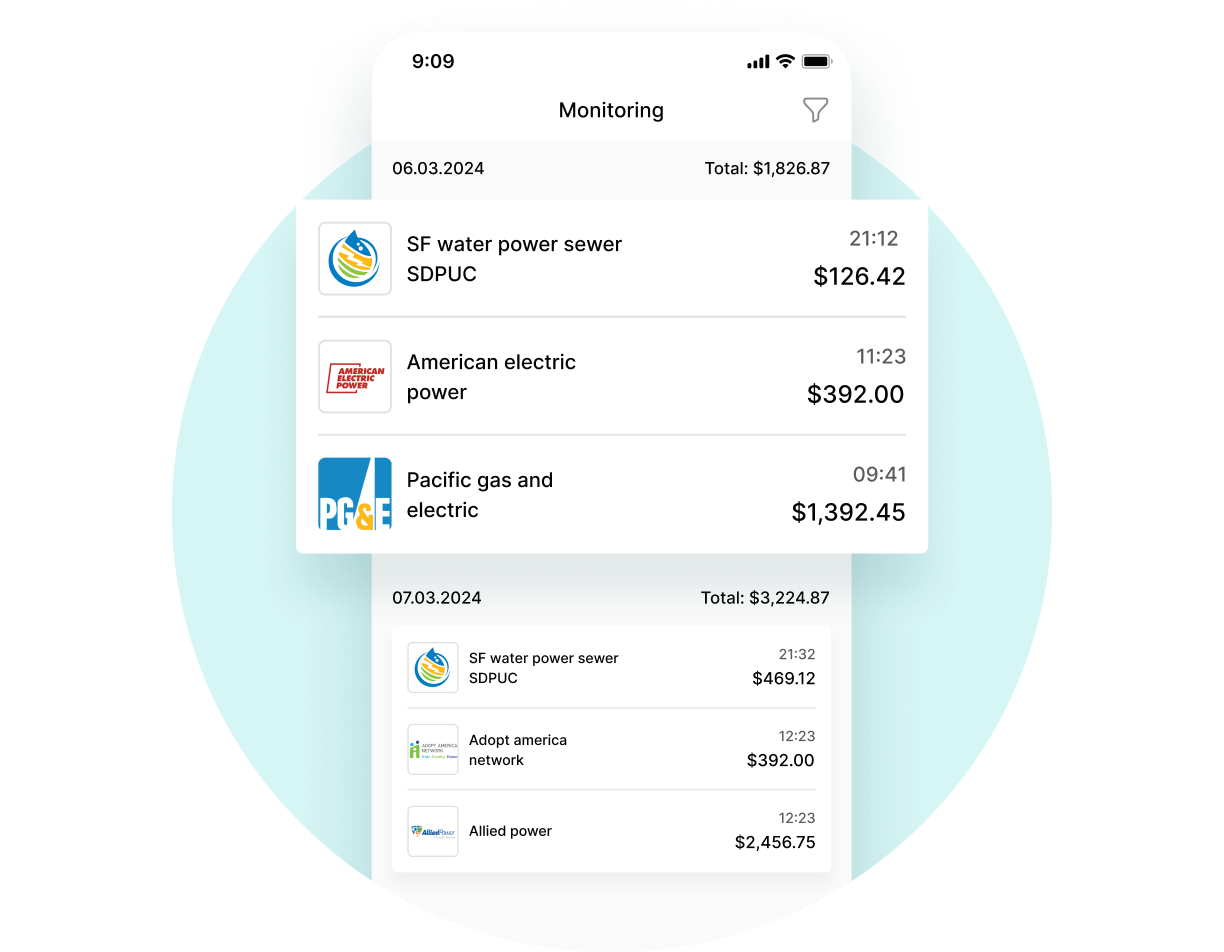 9:09
Monitoring
06.03.2024 Total: $1,826.87
SF water power sewer
SDPUC
21:12
$126.42
AMERICAN
ELECTRIC
POWER
American electric
power
11:23
$392.00
PG&E
Pacific gas and
electric
09:41
$1,392.45
07.03.2024 Total: $3,224.87
SF water power sewer
SDPUC
21:32
$469.12
ADOPT AMERICA
NETWORK
Adopt america
network
12:23
$392.00
AlliedPower
Allied power
12:23
$2,456.75